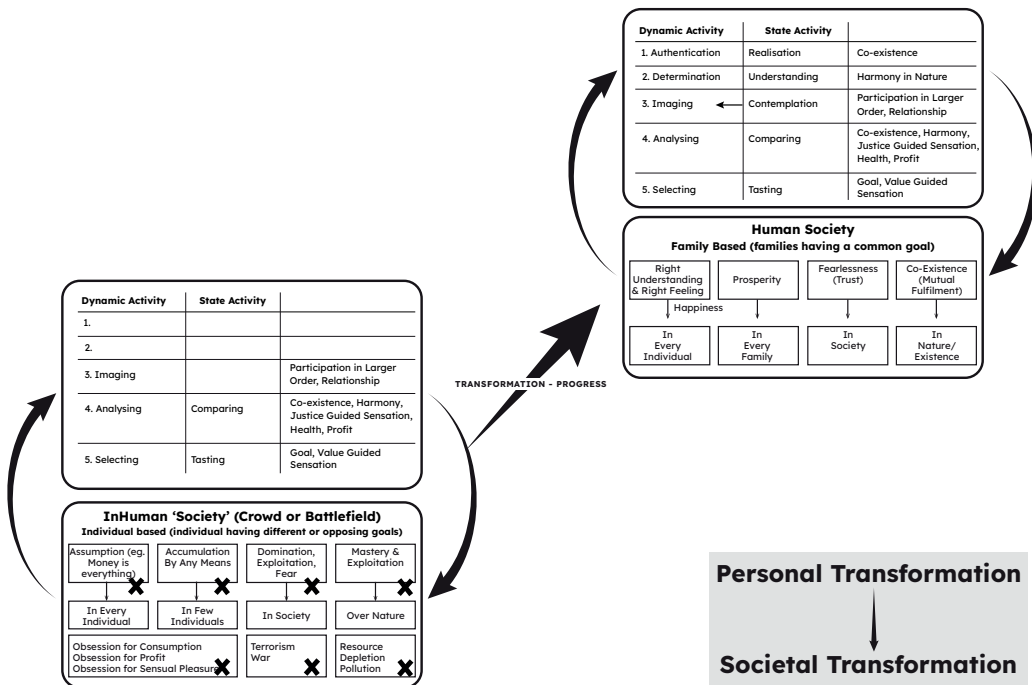 Dynamic Activity State Activity
1. Authentication Realisation Co-existence
2. Determination Understanding Harmony in Nature
3. Imaging Contemplation Participation in Larger
Order, Relationship
4. Analysing Comparing Co-existence, Harmony,
Justice Guided Sensation,
Health, Profit
5. Selecting Tasting Goal, Value Guided
Sensation
Human Society
Family Based (families having a common goal)
Right
Understanding
& Right Feeling
Prosperity
Fearlessness
(Trust)
Co-Existence
(Mutual
Fulfilment)
Happiness
In
Every
Individual
In
Every
Family
In
Society
In
Nature/
Existence
TRANSFORMATION - PROGRESS
Dynamic Activity State Activity
1.
2.
3. Imaging Participation in Larger
Order, Relationship
4. Analysing Comparing Co-existence, Harmony,
Justice Guided Sensation,
Health, Profit
5. Selecting Tasting Goal, Value Guided
Sensation
InHuman ‘Society’ (Crowd or Battlefield)
Individual based (individual having different or opposing goals)
Assumption (eg.
Money is
everything)
Accumulation
By Any Means
Domination,
Exploitation,
Fear
Mastery &
Exploitation
In Every
Individual
In Few
Individuals
In Society
Over Nature
Obsession for Consumption
Obsession for Profit
Obsession for Sensual Pleasure
Terrorism
War
Resource
Depletion
Pollution
Personal Transformation
Societal Transformation